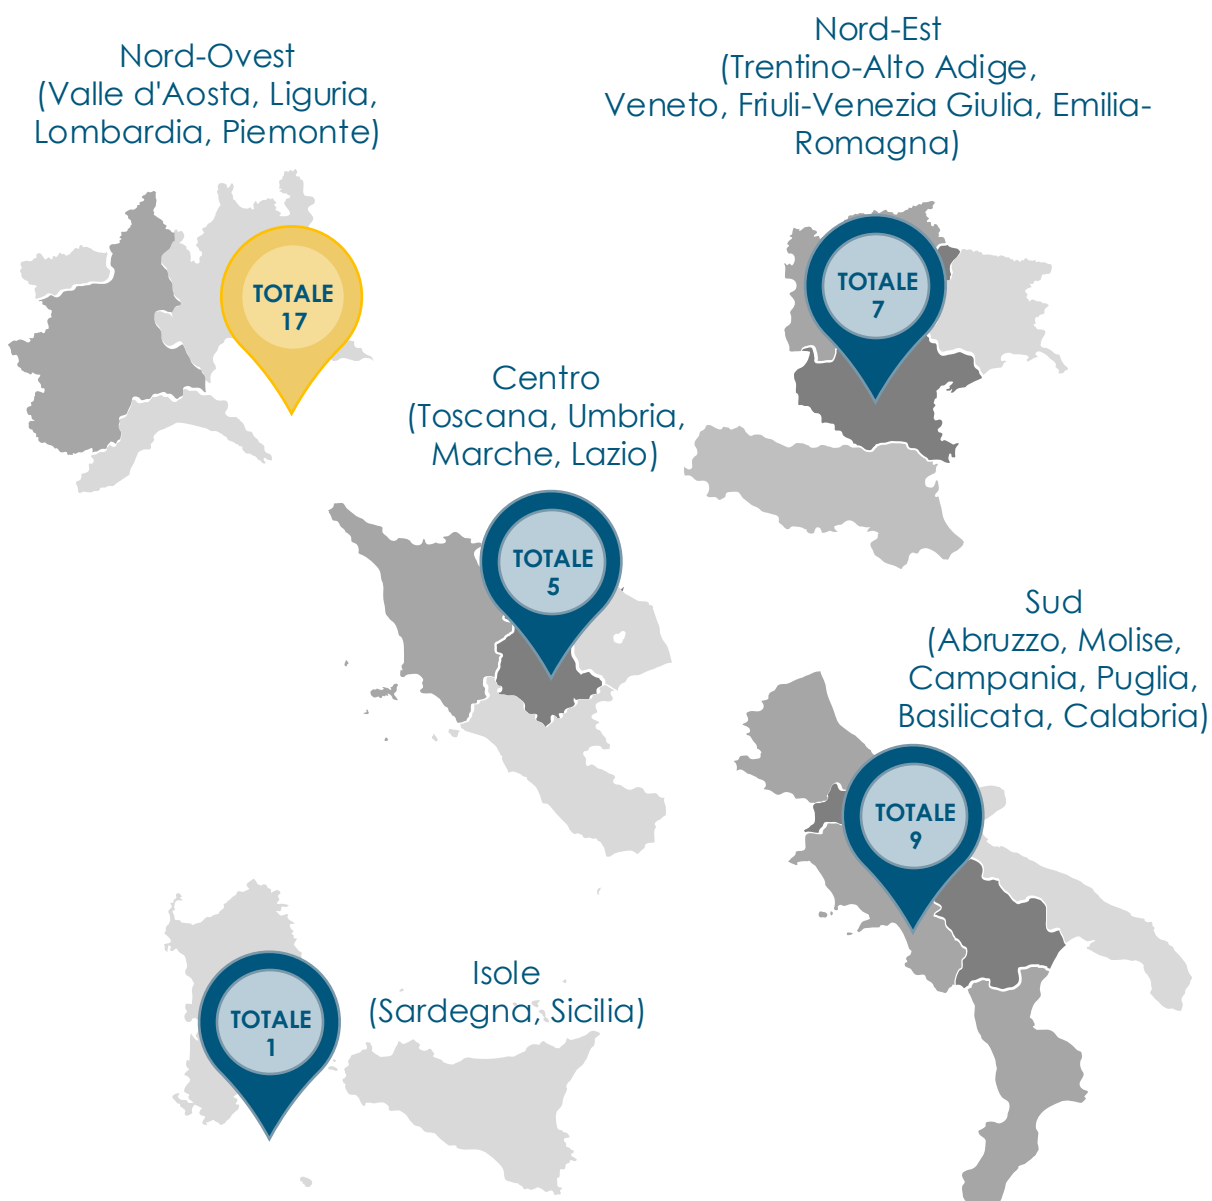 Nord-Ovest
(Valle d'Aosta, Liguria,
Lombardia, Piemonte)
Nord-Est
(Trentino-Alto Adige,
Veneto, Friuli-Venezia Giulia, Emilia-
Romagna)
TOTALE
17
TOTALE
7
Centro
(Toscana, Umbria,
Marche, Lazio)
TOTALE
5
Sud
(Abruzzo, Molise,
Campania, Puglia,
Basilicata, Calabria)
TOTALE
9
Isole
(Sardegna, Sicilia)
TOTALE
1